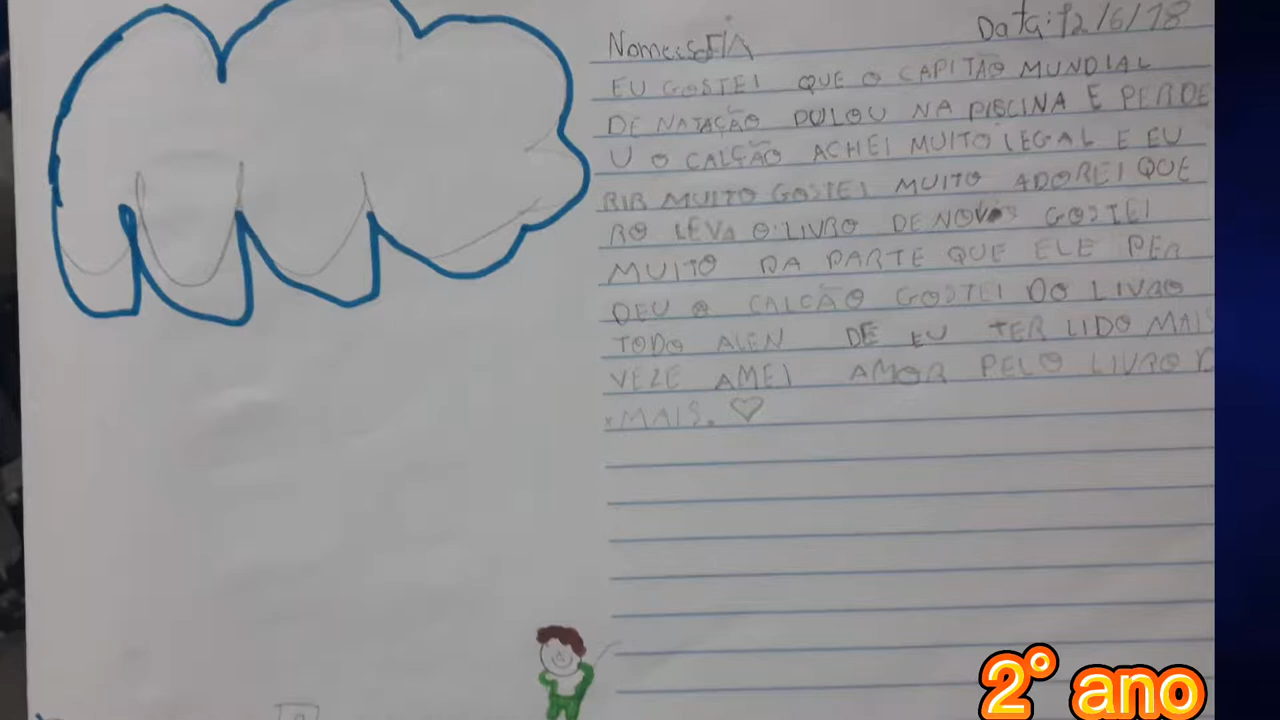 Nome: SOFIA
Data: 12/6/18
EU GOSTEI QUE O CAPITÃO MUNDIAL
DE NATAÇÃO PULOU NA PISCINA E PERDE
U O CALÇÃO ACHEI MUITO LEGAL E EU
RIR MUITO GOSTEI MUITO ADOREI QUE
RO LEVA O LIVRO DE NOVO GOSTEI
MUITO DA PARTE QUE ELE PER
DEU O CALCÃO GOSTEI DO LIVRO
TODO ALEN DE EU TER LIDO MAIS
VEZE AMEI AMOR PELO LIVRO D
MAIS. ♡
2° ano